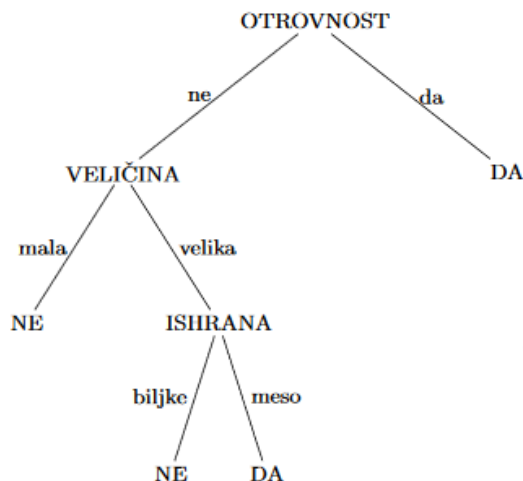 OTROVNOST
ne da
VELIČINA DA
mala velika
NE ISHRANA
biljke meso
NE DA